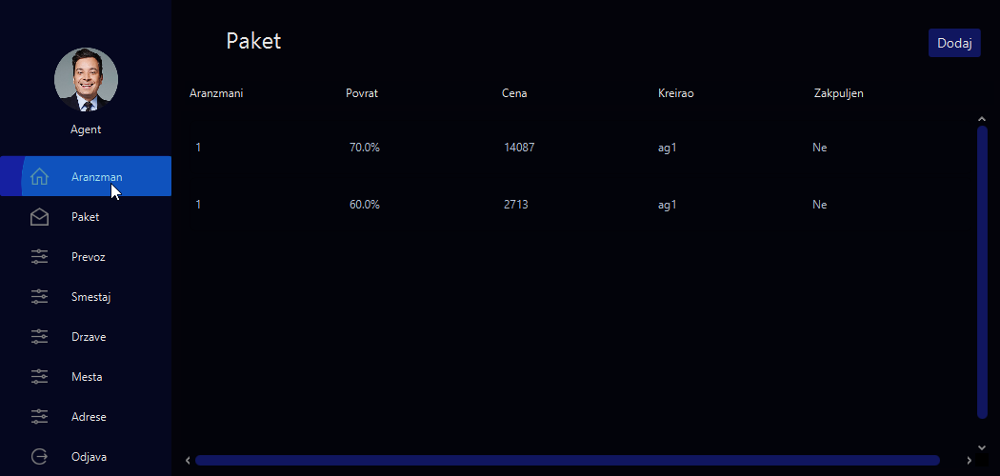 Agent
Aranzman
Paket
Prevoz
Smestaj
Drzave
Mesta
Adrese
Odjava
Paket
Dodaj
Aranzmani Povrat Cena Kreirao Zakpuljen
1 70.0% 14087 ag1 Ne
1 60.0% 2713 ag1 Ne